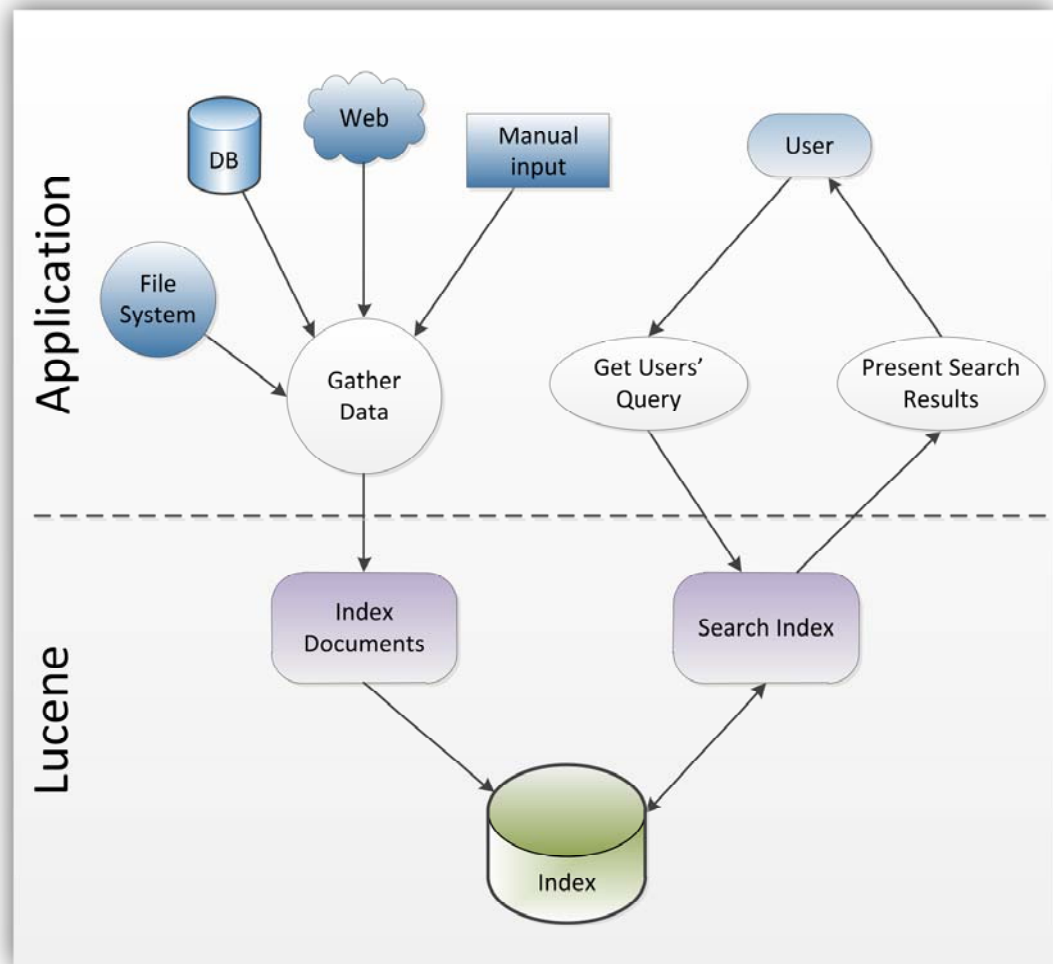 Application
Web
DB
Manual
input
User
File
System
Gather
Data
Get Users'
Query
Present Search
Results
Lucene
Index
Documents
Search Index
Index